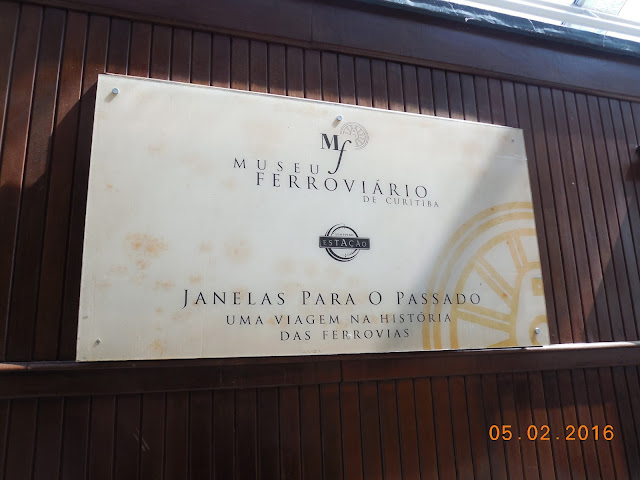 Mf
MUSEU
FERROVIÁRIO
DE CURITIBA
ESTAÇÃO
JANELAS PARA O PASSADO
UMA VIAGEM NA HISTÓRIA
DAS FERROVIAS
05.02.2016